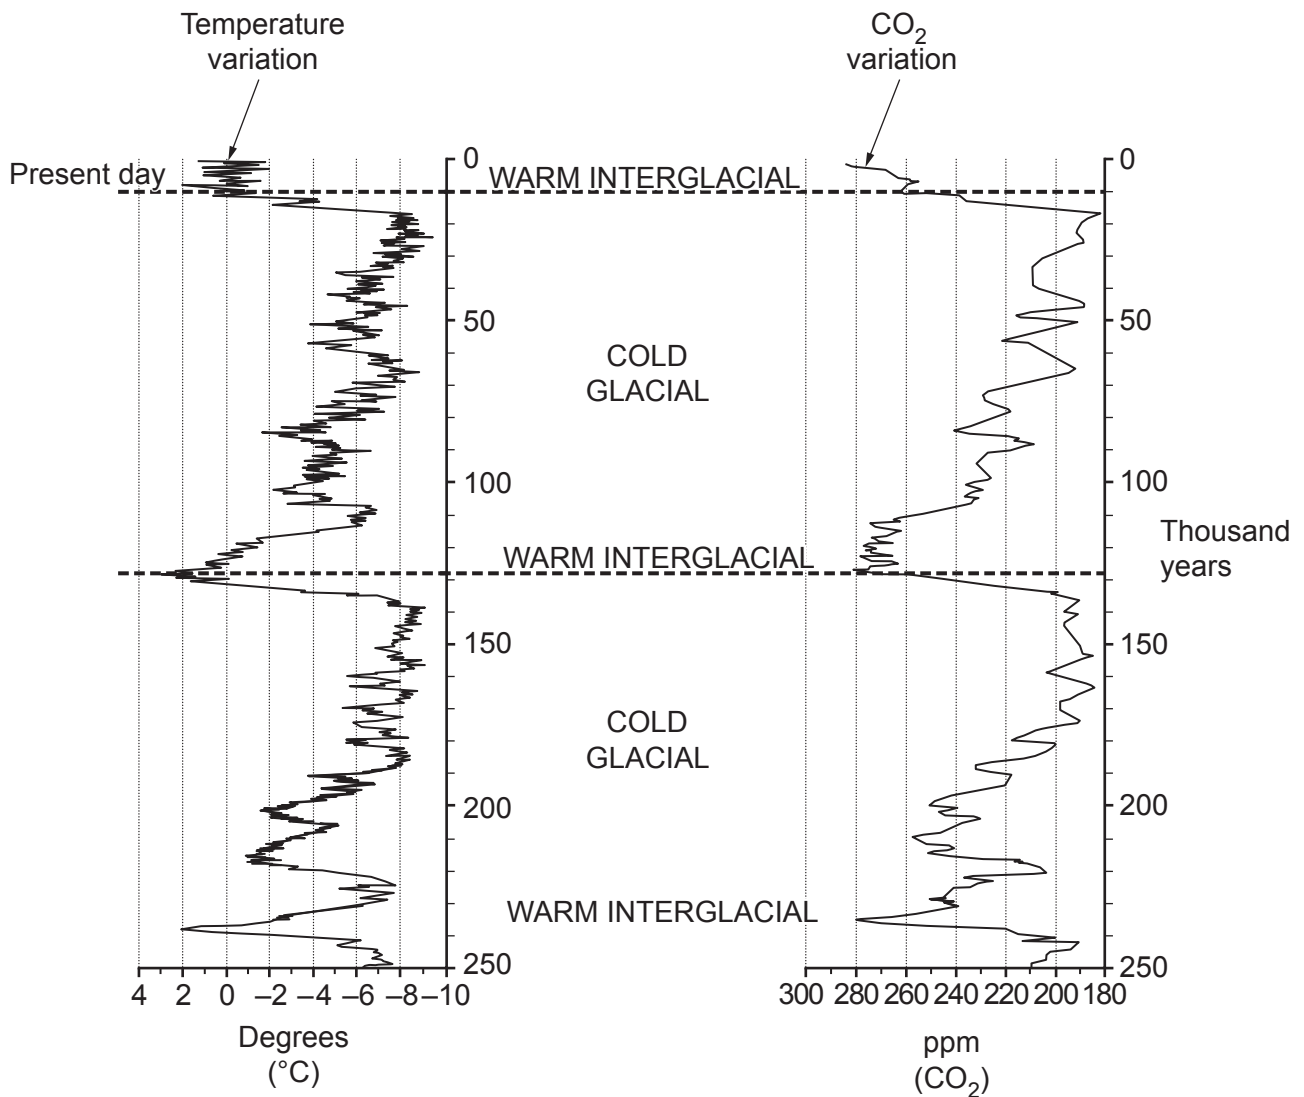 Temperature
variation
CO2
variation
Present day
WARM INTERGLACIAL
COLD
GLACIAL
WARM INTERGLACIAL
COLD
GLACIAL
WARM INTERGLACIAL
0
50
100
150
200
250
0
50
100
150
200
250
Thousand
years
4 2 0 –2 –4 –6 –8 –10
Degrees
(°C)
300 280 260 240 220 200 180
ppm
(CO2)